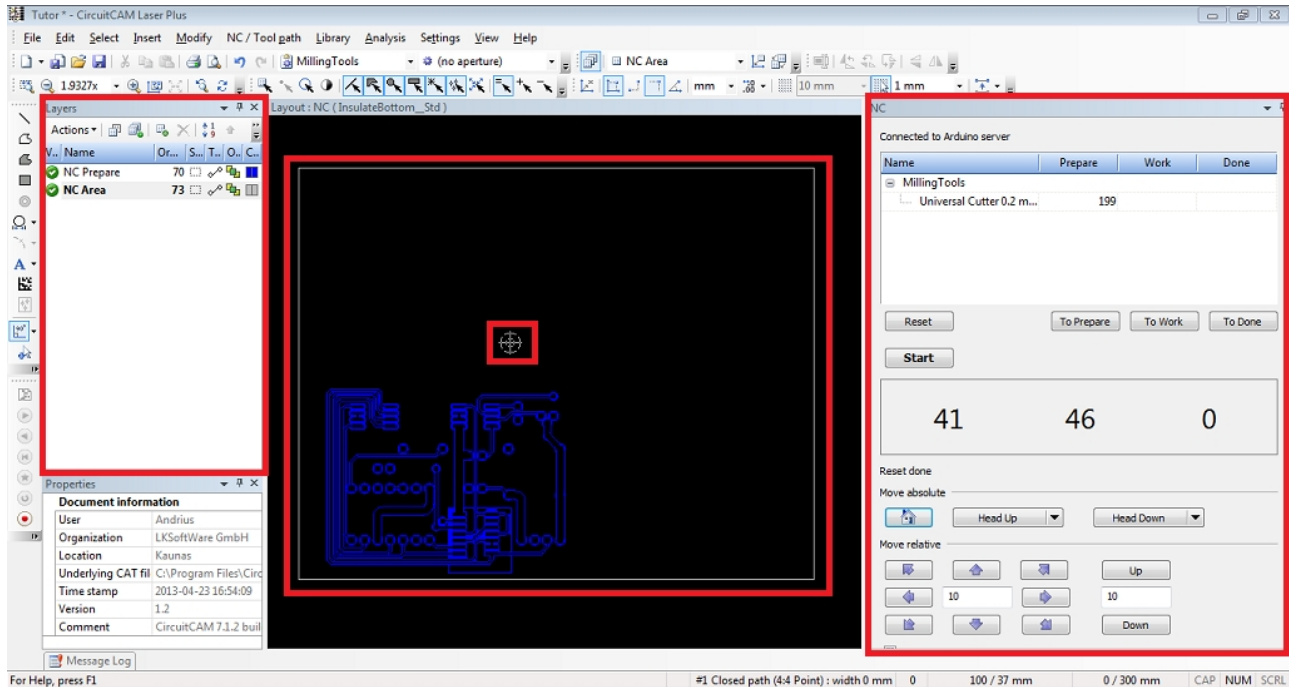 Tutor * - CircuitCAM Laser Plus
File Edit Select Insert Modify NC / Tool path Library Analysis Settings View Help
MillingTools (no aperture) NC Area
1.9327x mm 10 mm 1 mm
Layers
Layout : NC ( InsulateBottom__Std )
NC
Actions
V.. Name Or... S... T.. O.. C..
NC Prepare 70
NC Area 73
Connected to Arduino server
Name Prepare Work Done
MillingTools
Universal Cutter 0.2 m... 199
Reset To Prepare To Work To Done
Start
41 46 0
Reset done
Move absolute
Head Up Head Down
Move relative
Up
10 10
Down
Properties
Document information
User Andrius
Organization LKSoftWare GmbH
Location Kaunas
Underlying CAT fil C:\Program Files\Circ
Time stamp 2013-04-23 16:54:09
Version 1.2
Comment CircuitCAM 7.1.2 buil
Message Log
For Help, press F1 #1 Closed path (4:4 Point) : width 0 mm 0 100 / 37 mm 0 / 300 mm CAP NUM SCRL